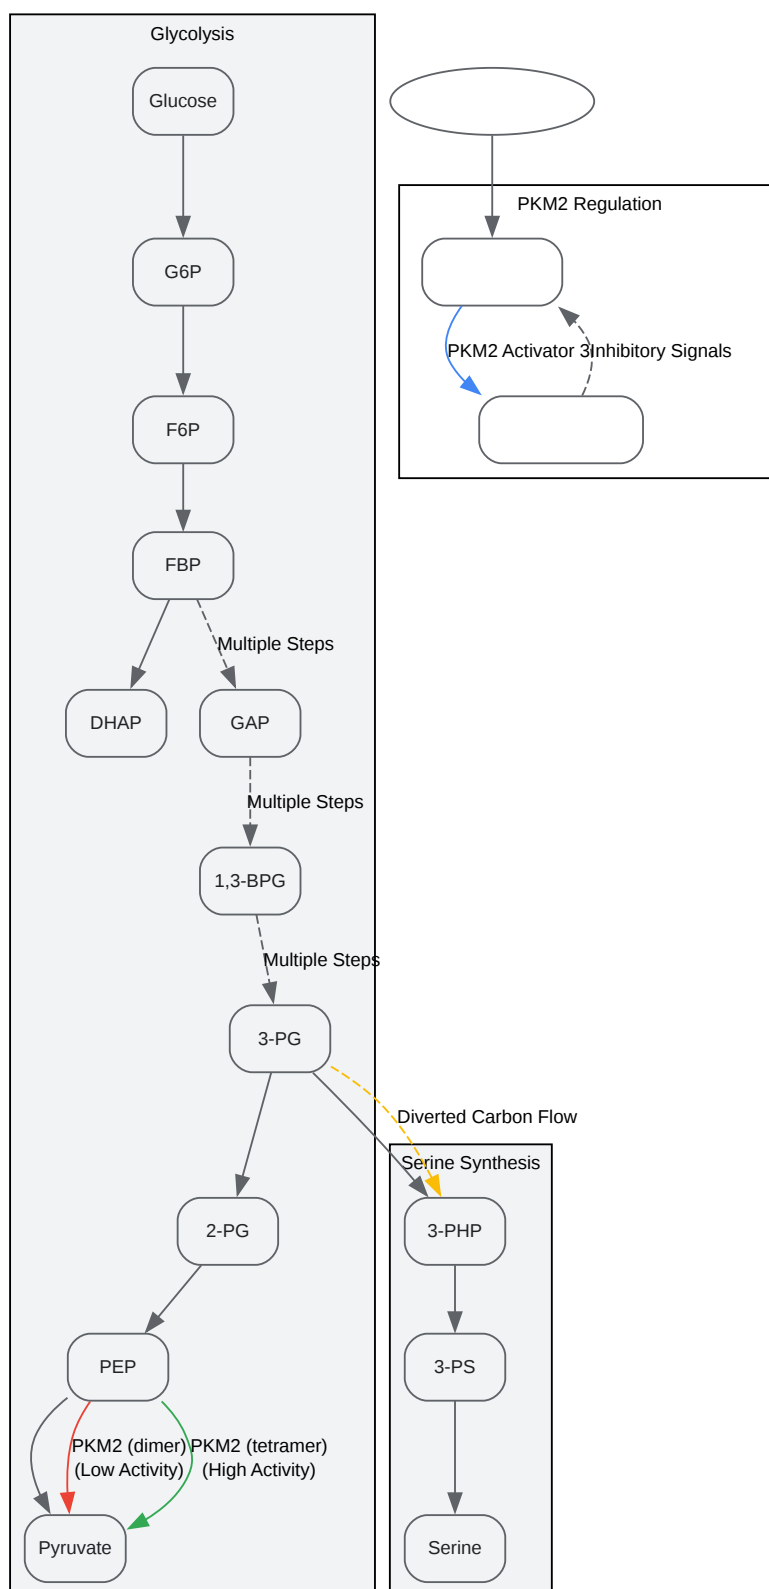 Glycolysis
Glucose
G6P
F6P
FBP
Multiple Steps
DHAP
GAP
Multiple Steps
1,3-BPG
Multiple Steps
3-PG
2-PG
PEP
PKM2 (dimer)
(Low Activity)
PKM2 (tetramer)
(High Activity)
Pyruvate
PKM2 Regulation
PKM2 Activator 3
Inhibitory Signals
Diverted Carbon Flow
Serine Synthesis
3-PHP
3-PS
Serine